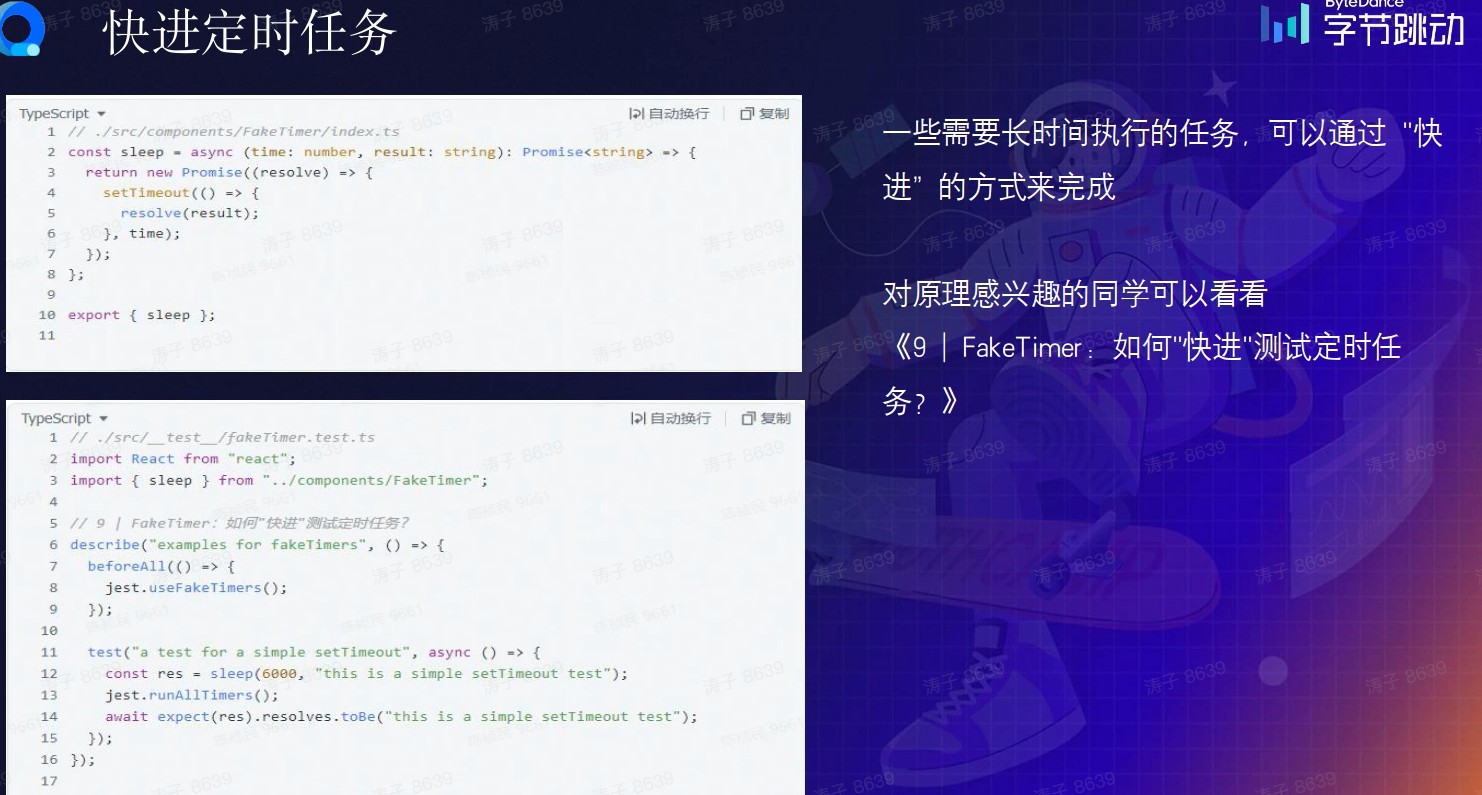 快进定时任务
ByteDance
字节跳动
TypeScript
自动换行
复制
1 // ./src/components/FakeTimer/index.ts
2 const sleep = async (time: number, result: string): Promise<string> => {
3 return new Promise((resolve) => {
4 setTimeout(() => {
5 resolve(result);
6 }, time);
7 });
8 };
9
10 export { sleep };
11
TypeScript
自动换行
复制
1 // ./src/__test__/fakeTimer.test.ts
2 import React from "react";
3 import { sleep } from "../components/FakeTimer";
4
5 // 9 | FakeTimer：如何"快进"测试定时任务？
6 describe("examples for fakeTimers", () => {
7 beforeAll(() => {
8 jest.useFakeTimers();
9 });
10
11 test("a test for a simple setTimeout", async () => {
12 const res = sleep(6000, "this is a simple setTimeout test");
13 jest.runAllTimers();
14 await expect(res).resolves.toBe("this is a simple setTimeout test");
15 });
16 });
17
一些需要长时间执行的任务，可以通过 "快
进” 的方式来完成
对原理感兴趣的同学可以看看
《9 | FakeTimer：如何"快进"测试定时任
务？》
涛子 8639